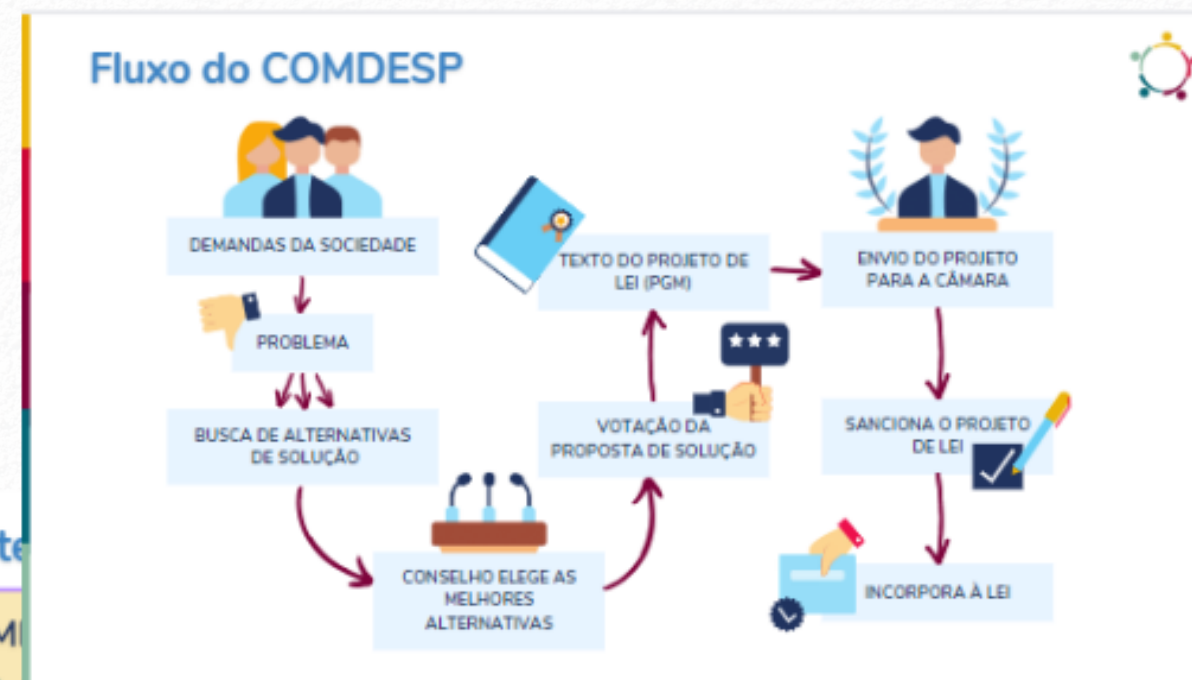 Fluxo do COMDESP
DEMANDAS DA SOCIEDADE
PROBLEMA
BUSCA DE ALTERNATIVAS
DE SOLUÇÃO
CONSELHO ELEGE AS
MELHORES
ALTERNATIVAS
VOTAÇÃO DA
PROPOSTA DE SOLUÇÃO
TEXTO DO PROJETO DE
LEI (PGM)
ENVIO DO PROJETO
PARA A CÂMARA
SANCIONA O PROJETO
DE LEI
INCORPORA À LEI